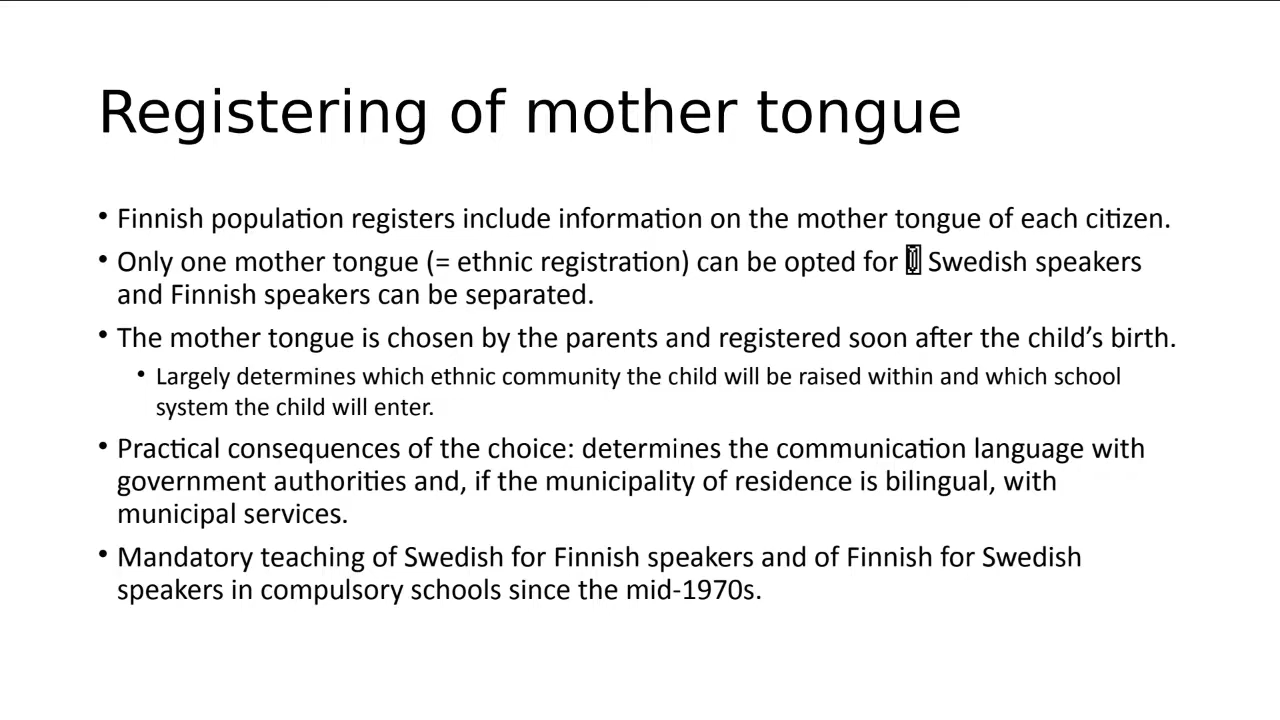 Registering of mother tongue
• Finnish population registers include information on the mother tongue of each citizen.
• Only one mother tongue (= ethnic registration) can be opted for Swedish speakers
and Finnish speakers can be separated.
• The mother tongue is chosen by the parents and registered soon after the child’s birth.
• Largely determines which ethnic community the child will be raised within and which school
system the child will enter.
• Practical consequences of the choice: determines the communication language with
government authorities and, if the municipality of residence is bilingual, with
municipal services.
• Mandatory teaching of Swedish for Finnish speakers and of Finnish for Swedish
speakers in compulsory schools since the mid-1970s.